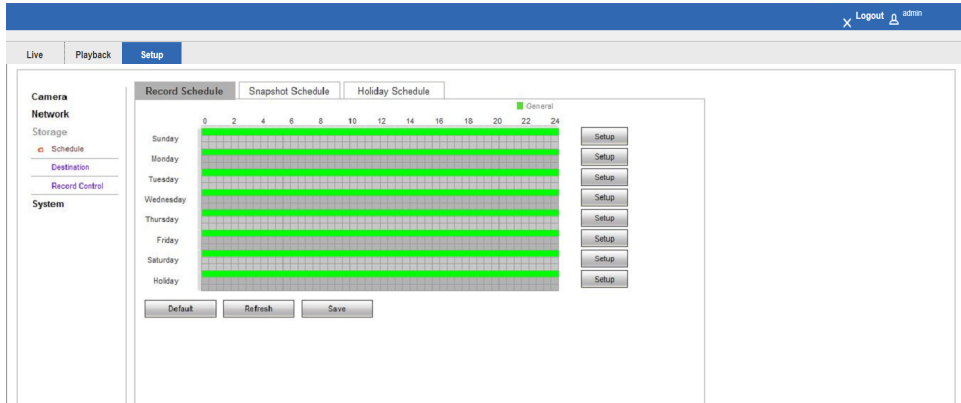 Logout admin
Live Playback Setup
Camera
Network
Storage
Schedule
Destination
Record Control
System
Record Schedule Snapshot Schedule Holiday Schedule
General
0 2 4 6 8 10 12 14 16 18 20 22 24
Sunday Setup
Monday Setup
Tuesday Setup
Wednesday Setup
Thursday Setup
Friday Setup
Saturday Setup
Holiday Setup
Default Refresh Save